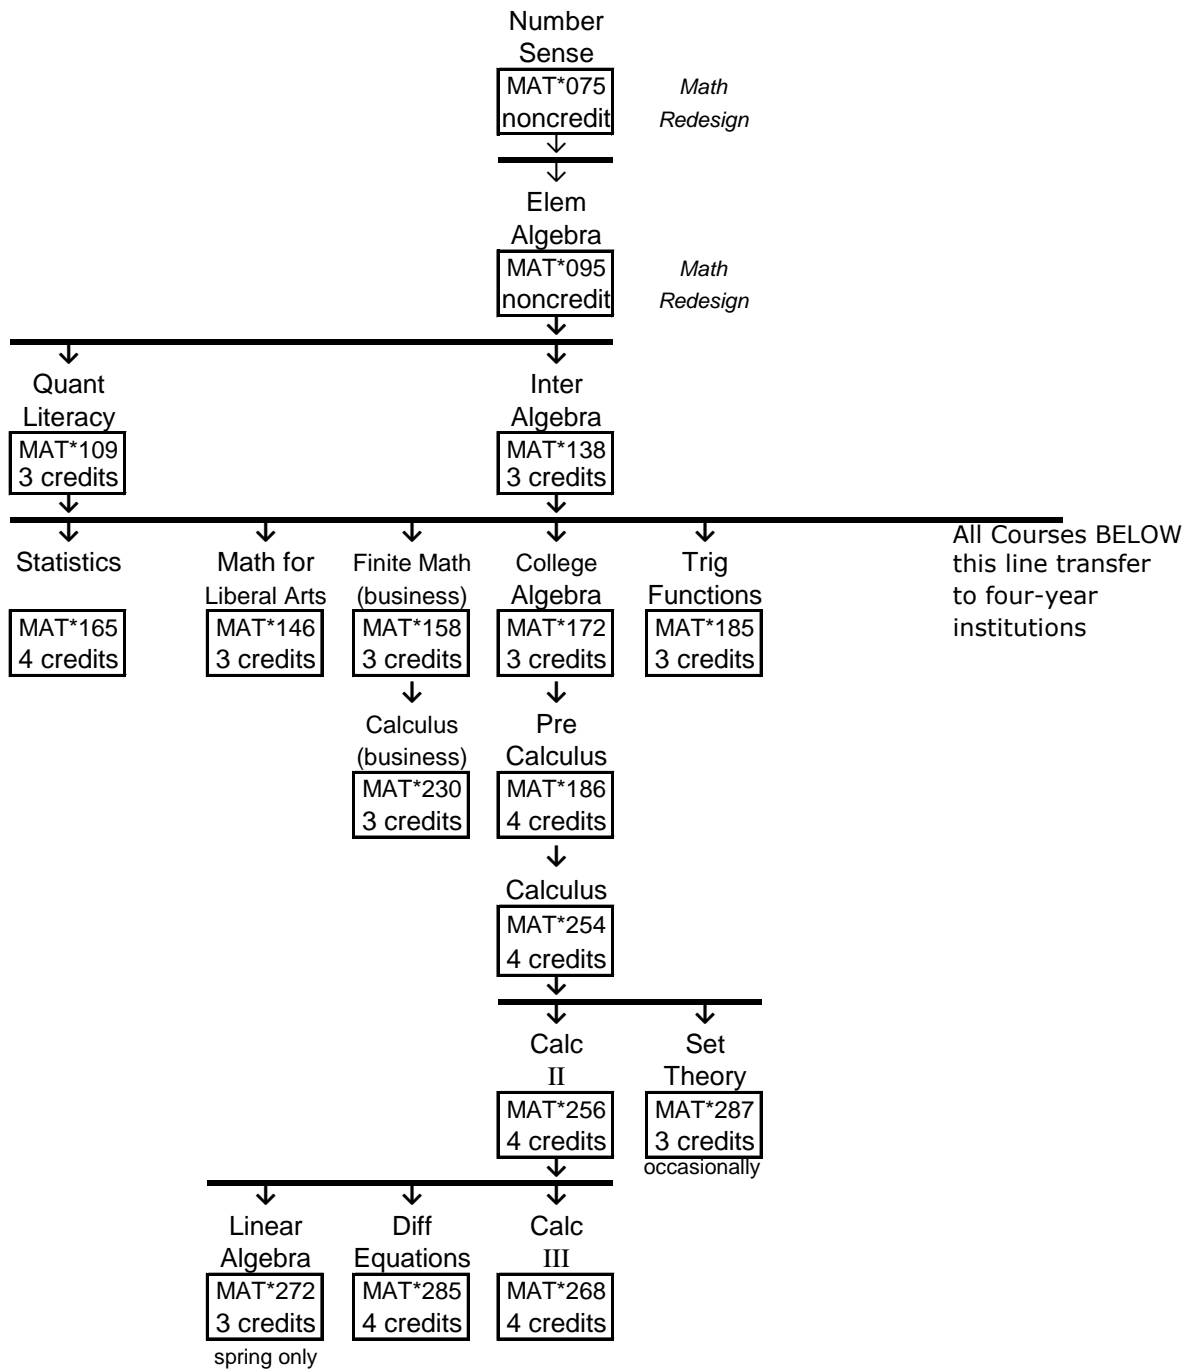 Number
Sense
MAT*075
noncredit
Math
Redesign
Elem
Algebra
MAT*095
noncredit
Math
Redesign
Quant
Literacy
MAT*109
3 credits
Inter
Algebra
MAT*138
3 credits
All Courses BELOW
this line transfer
to four-year
institutions
Statistics
MAT*165
4 credits
Math for
Liberal Arts
MAT*146
3 credits
Finite Math
(business)
MAT*158
3 credits
College
Algebra
MAT*172
3 credits
Trig
Functions
MAT*185
3 credits
Calculus
(business)
MAT*230
3 credits
Pre
Calculus
MAT*186
4 credits
Calculus
MAT*254
4 credits
Calc
II
MAT*256
4 credits
Set
Theory
MAT*287
3 credits
occasionally
Linear
Algebra
MAT*272
3 credits
spring only
Diff
Equations
MAT*285
4 credits
Calc
III
MAT*268
4 credits